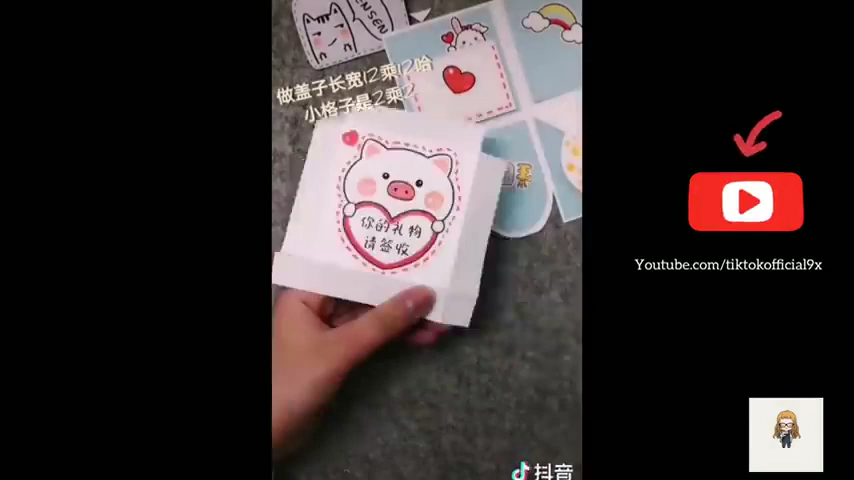 ENSEN
做盖子长宽12乘12哈
小格子是2乘2
你的礼物
请签收
Youtube.com/tiktokofficial9x
抖音